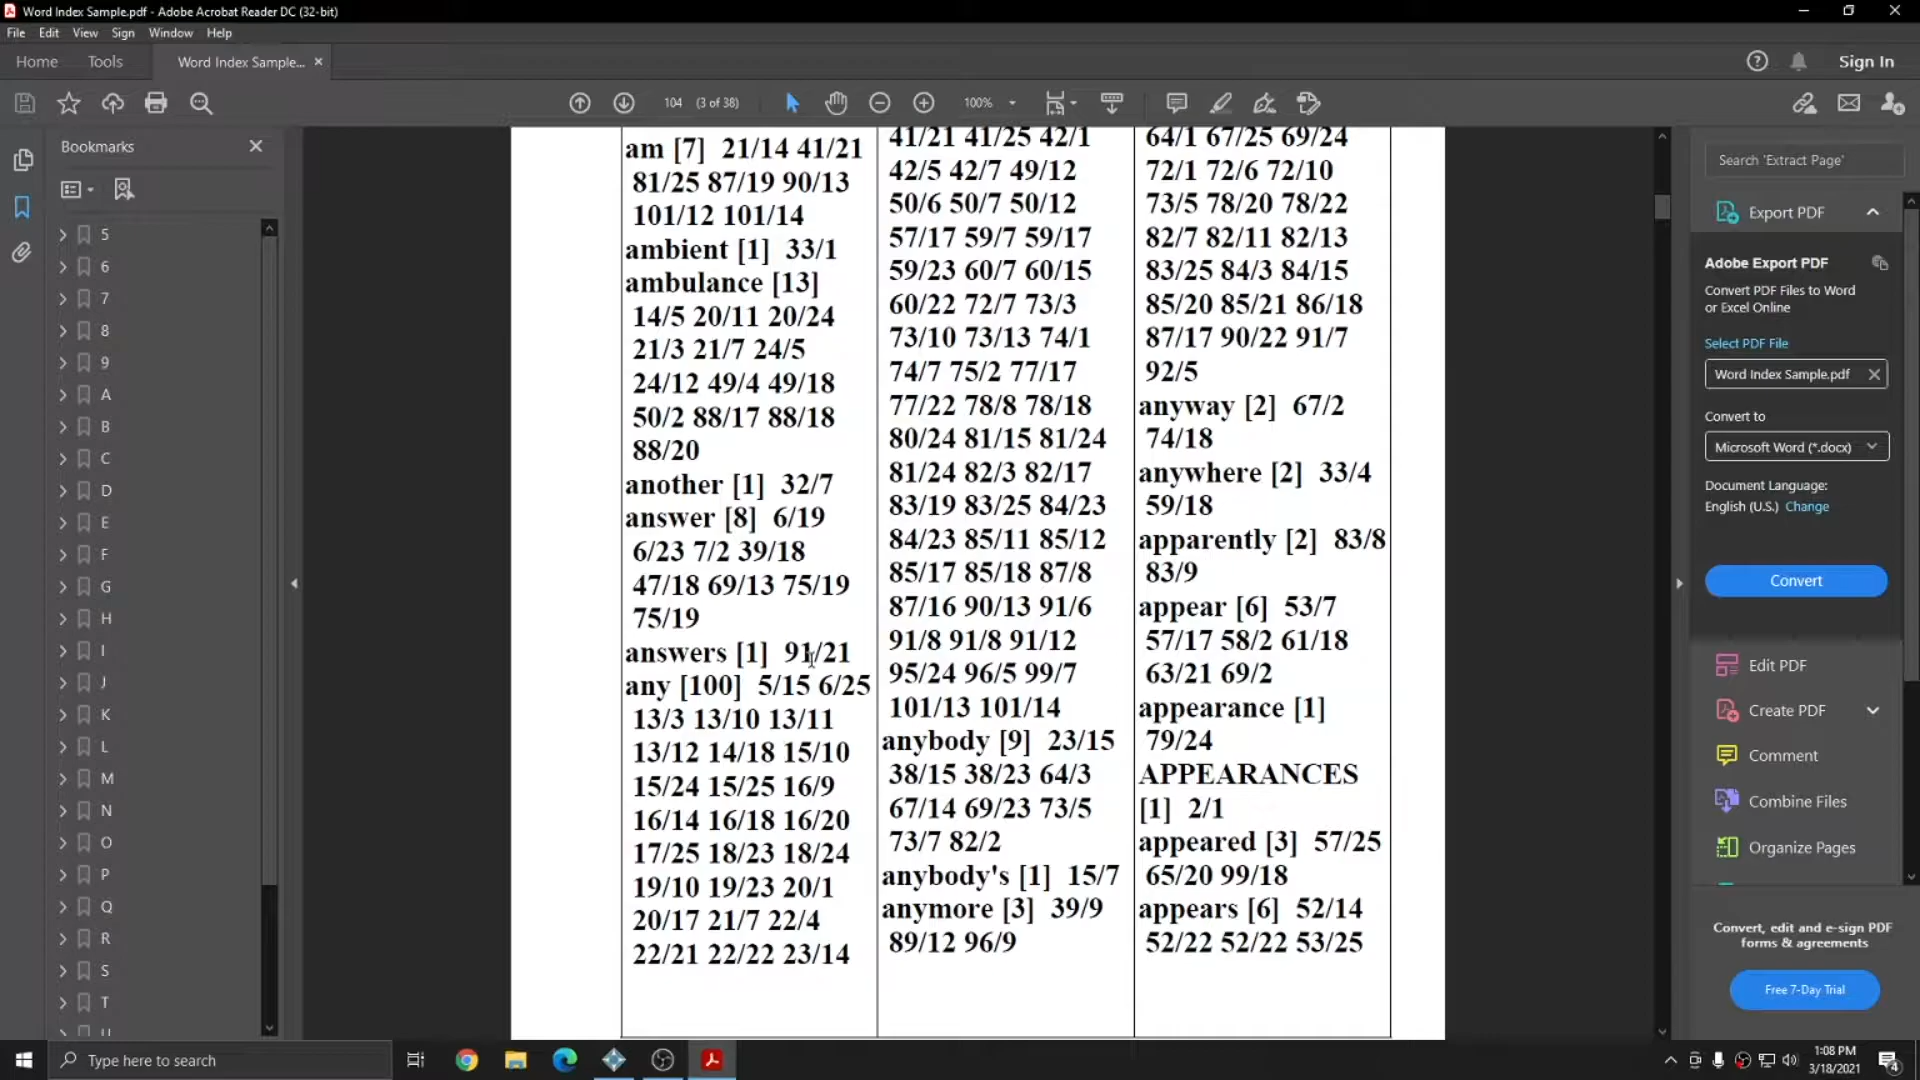 Word Index Sample.pdf - Adobe Acrobat Reader DC (32-bit)
File Edit View Sign Window Help
Home Tools Word Index Sample... × Sign In
104 (3 of 38) 100%
Bookmarks
5
6
7
8
9
A
B
C
D
E
F
G
H
I
J
K
L
M
N
O
P
Q
R
S
T
U
am [7] 21/14 41/21
81/25 87/19 90/13
101/12 101/14
ambient [1] 33/1
ambulance [13]
14/5 20/11 20/24
21/3 21/7 24/5
24/12 49/4 49/18
50/2 88/17 88/18
88/20
another [1] 32/7
answer [8] 6/19
6/23 7/2 39/18
47/18 69/13 75/19
75/19
answers [1] 91/21
any [100] 5/15 6/25
13/3 13/10 13/11
13/12 14/18 15/10
15/24 15/25 16/9
16/14 16/18 16/20
17/25 18/23 18/24
19/10 19/23 20/1
20/17 21/7 22/4
22/21 22/22 23/14
41/21 41/25 42/1
42/5 42/7 49/12
50/6 50/7 50/12
57/17 59/7 59/17
59/23 60/7 60/15
60/22 72/7 73/3
73/10 73/13 74/1
74/7 75/2 77/17
77/22 78/8 78/18
80/24 81/15 81/24
81/24 82/3 82/17
83/19 83/25 84/23
84/23 85/11 85/12
85/17 85/18 87/8
87/16 90/13 91/6
91/8 91/8 91/12
95/24 96/5 99/7
101/13 101/14
anybody [9] 23/15
38/15 38/23 64/3
67/14 69/23 73/5
73/7 82/2
anybody's [1] 15/7
anymore [3] 39/9
89/12 96/9
64/1 67/25 69/24
72/1 72/6 72/10
73/5 78/20 78/22
82/7 82/11 82/13
83/25 84/3 84/15
85/20 85/21 86/18
87/17 90/22 91/7
92/5
anyway [2] 67/2
74/18
anywhere [2] 33/4
59/18
apparently [2] 83/8
83/9
appear [6] 53/7
57/17 58/2 61/18
63/21 69/2
appearance [1]
79/24
APPEARANCES
[1] 2/1
appeared [3] 57/25
65/20 99/18
appears [6] 52/14
52/22 52/22 53/25
Search 'Extract Page'
Export PDF
Adobe Export PDF
Convert PDF Files to Word
or Excel Online
Select PDF File
Word Index Sample.pdf
Convert to
Microsoft Word (*.docx)
Document Language:
English (U.S.) Change
Convert
Edit PDF
Create PDF
Comment
Combine Files
Organize Pages
Convert, edit and e-sign PDF
forms & agreements
Free 7-Day Trial
Type here to search
1:08 PM
3/18/2021
4